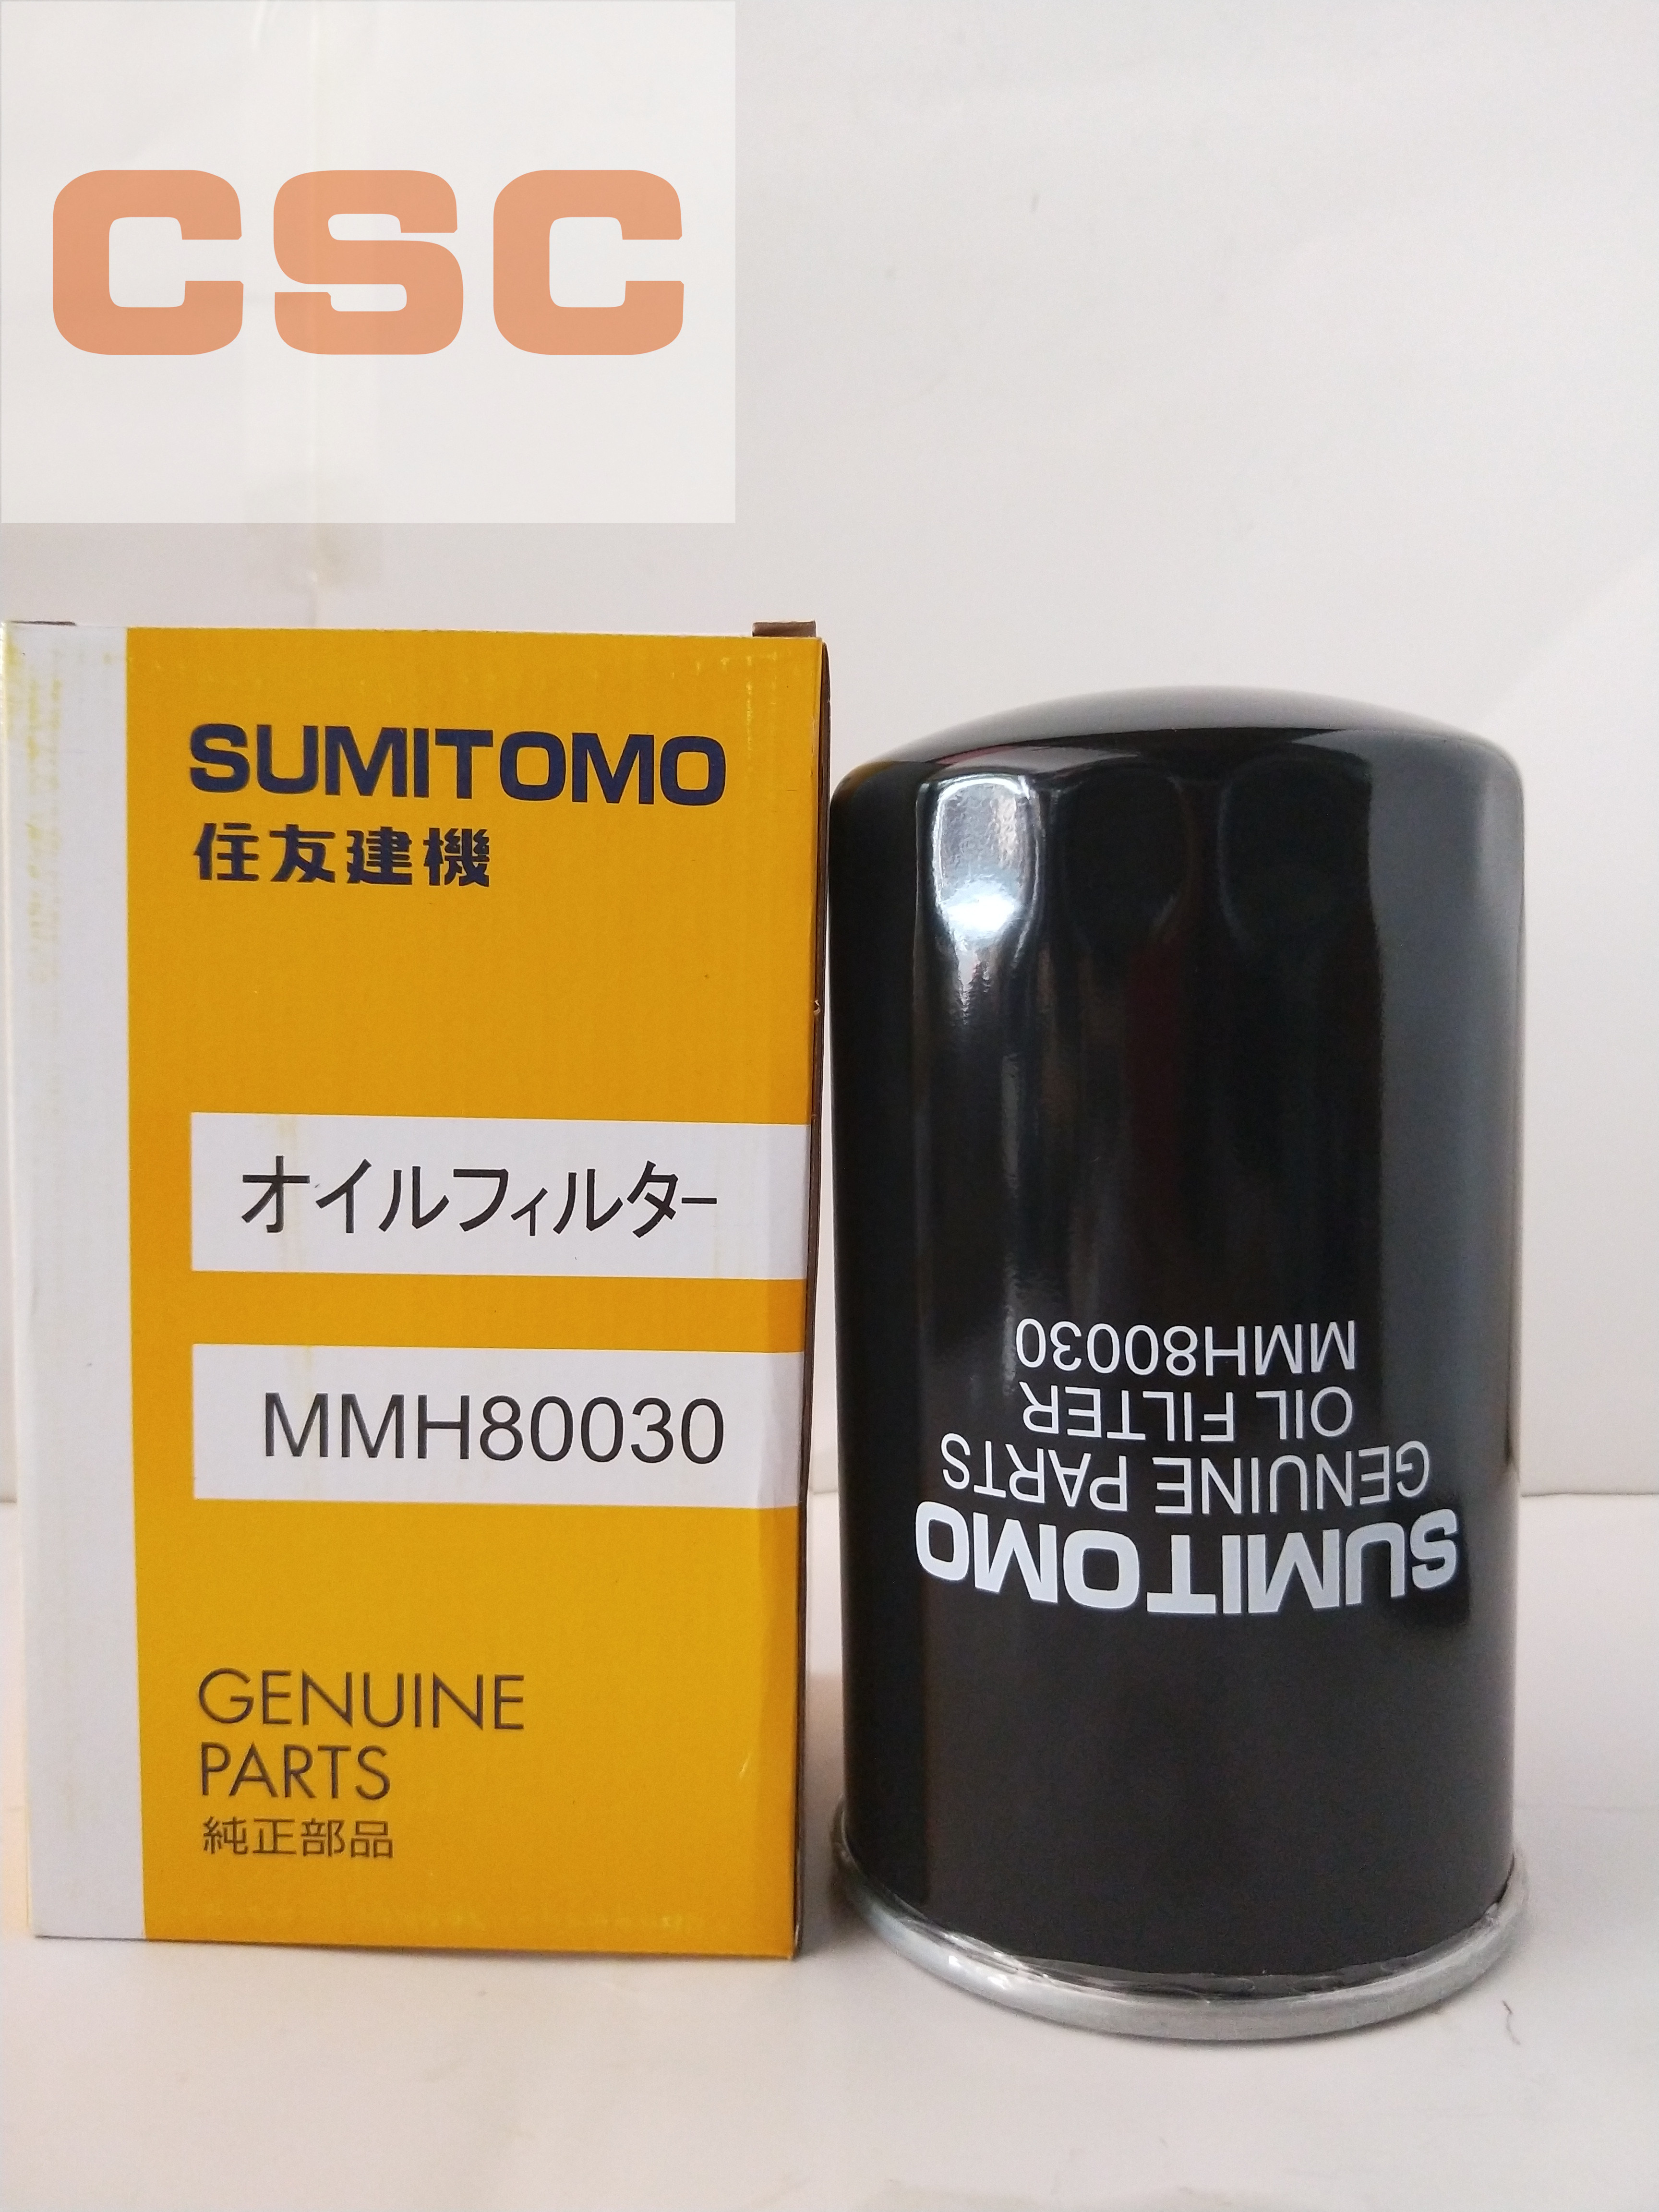 CSC
SUMITOMO
住友建機
オイルフィルター
MMH80030
GENUINE
PARTS
純正部品
SUMITOMO
GENUINE PARTS
OIL FILTER
MMH80030